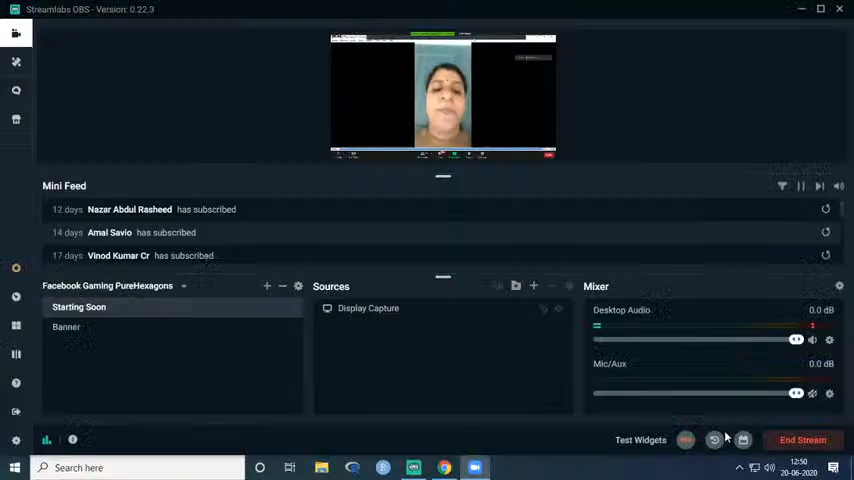 Streamlabs OBS - Version: 0.22.3
Mini Feed
12 days Nazar Abdul Rasheed has subscribed
14 days Amal Savio has subscribed
17 days Vinod Kumar Cr has subscribed
Facebook Gaming PureHexagons
Starting Soon
Banner
Sources
Display Capture
Mixer
Desktop Audio 0.0 dB
Mic/Aux 0.0 dB
Test Widgets
End Stream
Search here
12:50
20-06-2020